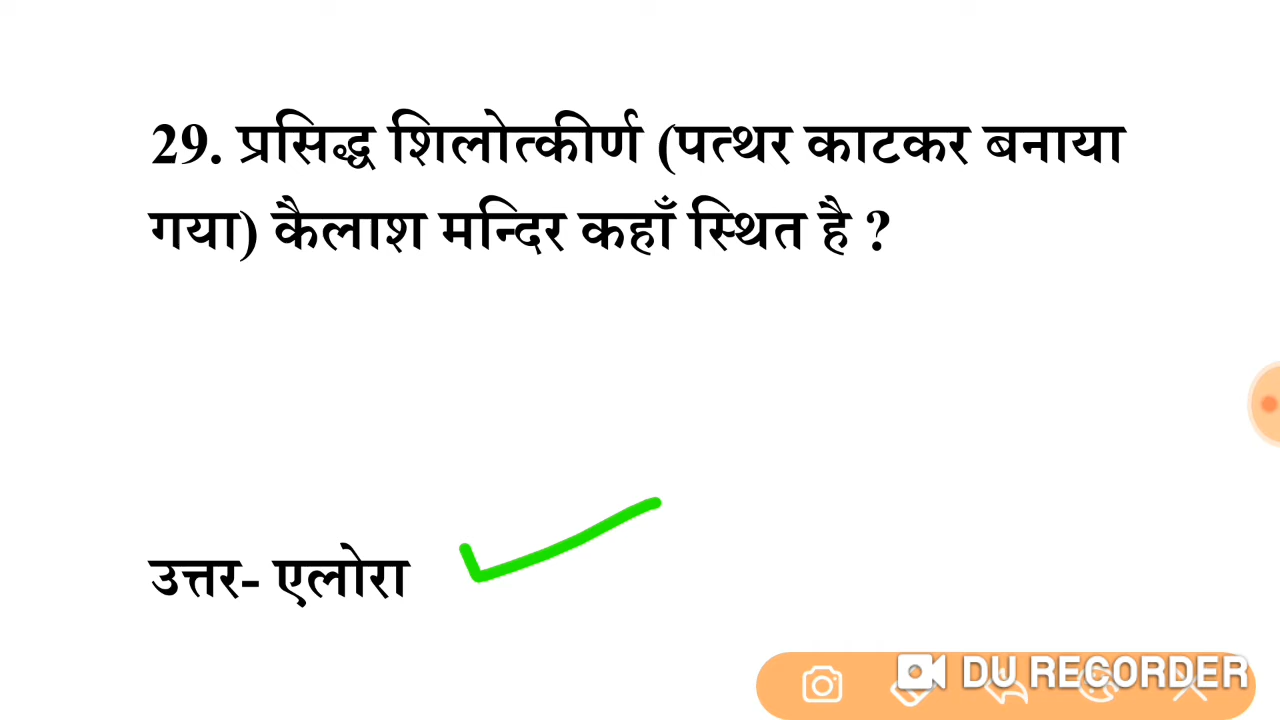 29. प्रसिद्ध शिलोत्कीर्ण (पत्थर काटकर बनाया
गया) कैलाश मन्दिर कहाँ स्थित है ?
उत्तर- एलोरा
DU RECORDER